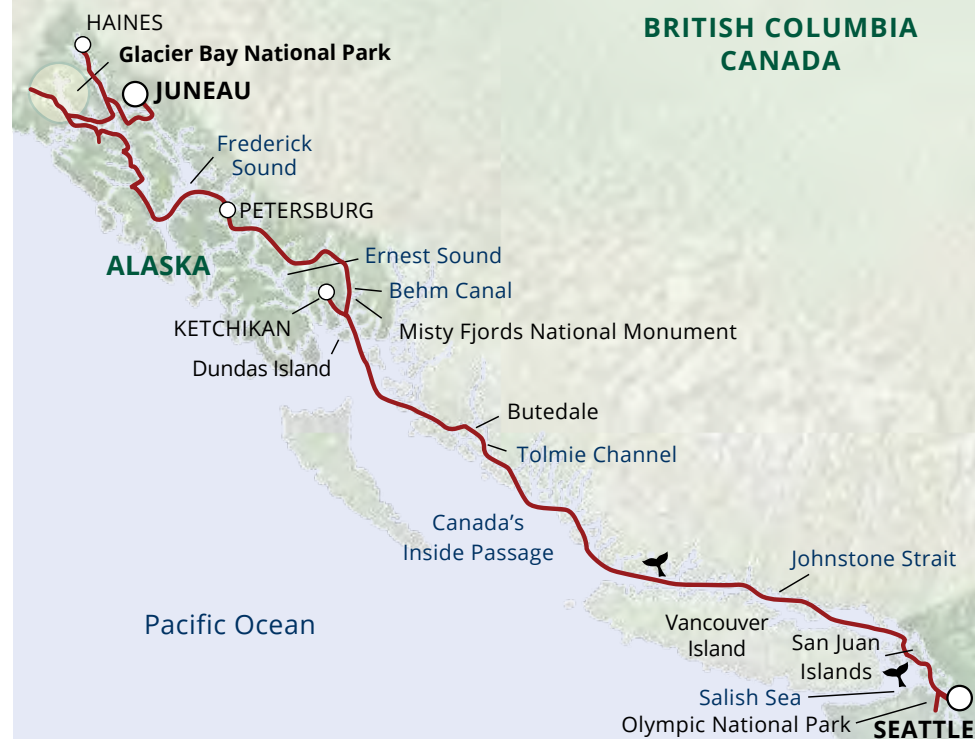 HAINES
BRITISH COLUMBIA
CANADA
Glacier Bay National Park
JUNEAU
Frederick
Sound
PETERSBURG
Ernest Sound
ALASKA
Behm Canal
KETCHIKAN
Misty Fjords National Monument
Dundas Island
Butedale
Tolmie Channel
Canada's
Inside Passage
Johnstone Strait
Pacific Ocean
Vancouver
Island
San Juan
Islands
Salish Sea
Olympic National Park
SEATTLE